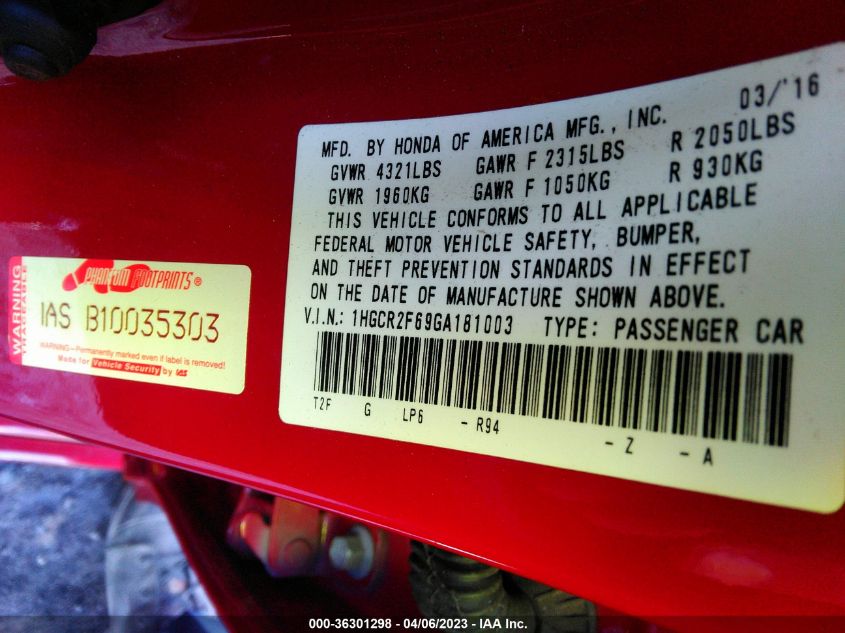 03/'16
MFD. BY HONDA OF AMERICA MFG., INC.
GVWR 4321LBS GAWR F 2315LBS R 2050LBS
GVWR 1960KG GAWR F 1050KG R 930KG
THIS VEHICLE CONFORMS TO ALL APPLICABLE
FEDERAL MOTOR VEHICLE SAFETY, BUMPER,
AND THEFT PREVENTION STANDARDS IN EFFECT
ON THE DATE OF MANUFACTURE SHOWN ABOVE.
V.I.N.: 1HGCR2F69GA181003 TYPE: PASSENGER CAR
T2F G LP6 - R94 - Z - A
WARNING
TRACEABLE
PHANTOM FOOTPRINTS®
IAS B10035303
WARNING—Permanently marked even if label is removed!
Made for Vehicle Security by ias
000-36301298 - 04/06/2023 - IAA Inc.